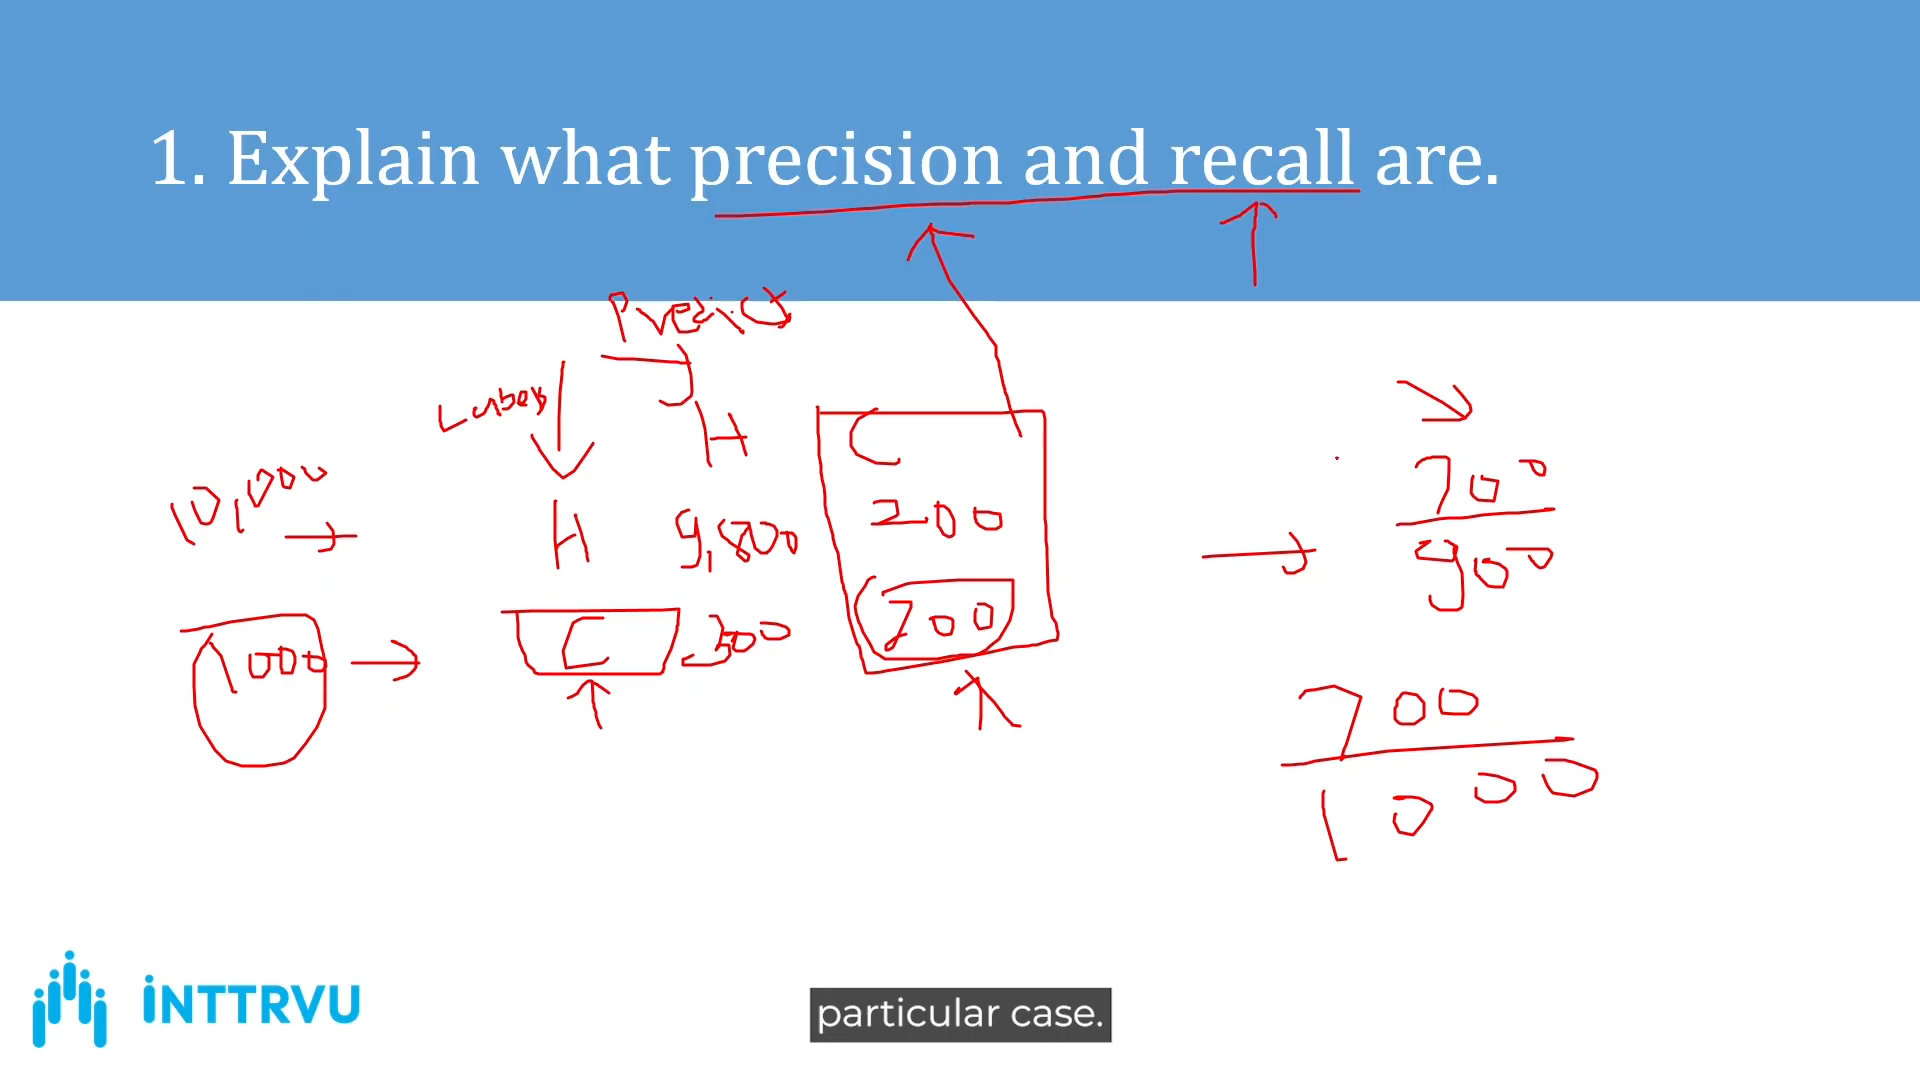 1. Explain what precision and recall are.
Predict
Labels
H C
10,000 H 9,800 200
1000 C 300 700
700
900
700
1000
iNTTRVU
particular case.